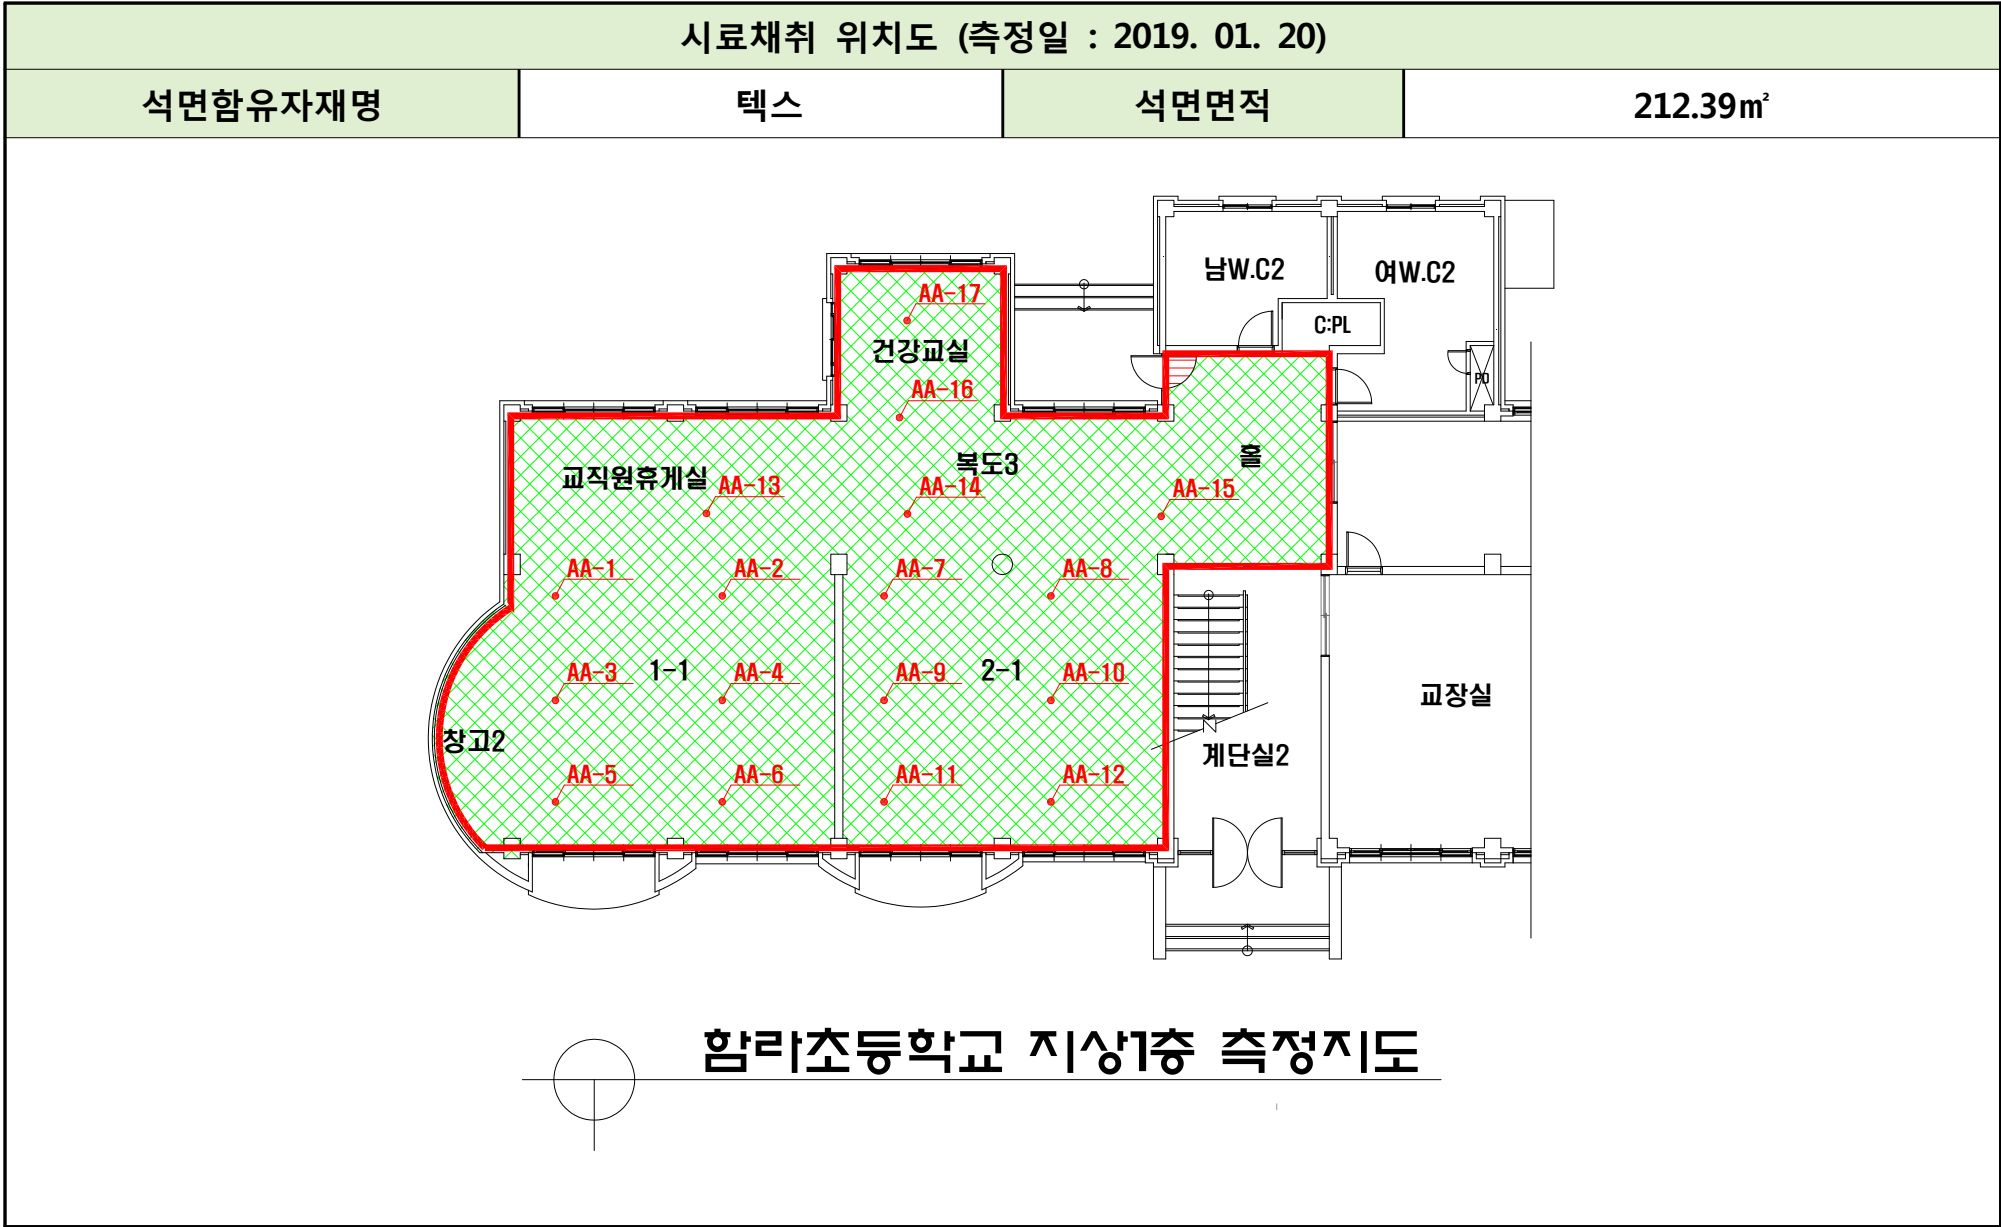 시료채취 위치도 (측정일 : 2019. 01. 20)
석면함유자재명 텍스 석면면적 212.39㎡
남W.C2 여W.C2
AA-17
C:PL
건강교실
AA-16 PD
복도3 홀
교직원휴게실 AA-13 AA-14 AA-15
AA-1 AA-2 AA-7 AA-8
AA-3 1-1 AA-4 AA-9 2-1 AA-10
교장실
창고2 계단실2
AA-5 AA-6 AA-11 AA-12
함라초등학교 지상1층 측정지도